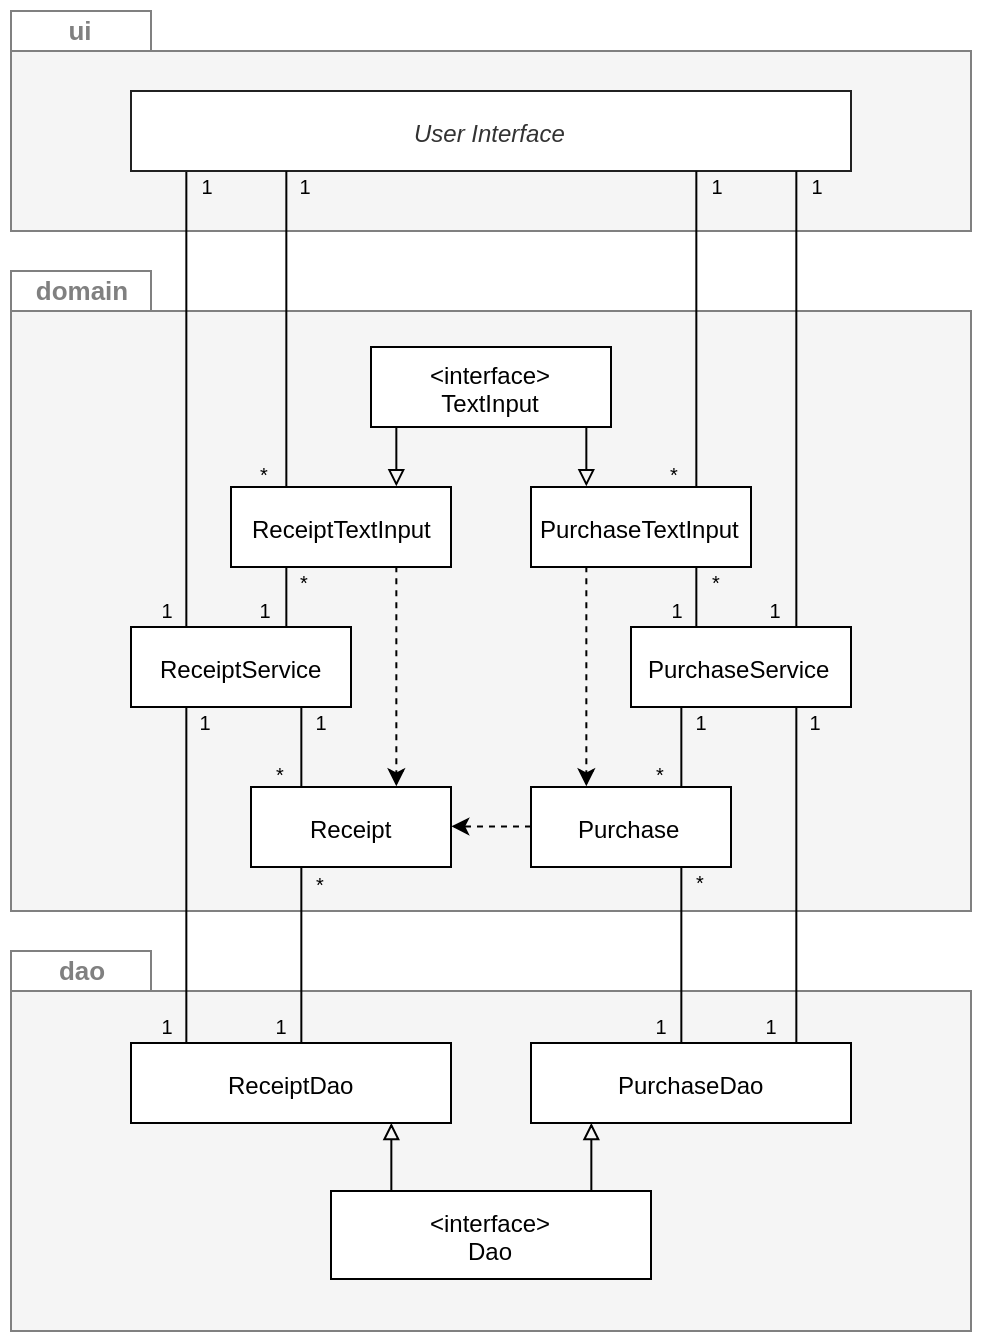 ui
User Interface
1 1 1 1
domain
<interface>
TextInput
* *
ReceiptTextInput PurchaseTextInput
* *
1 1 1 1
ReceiptService PurchaseService
1 1 1 1
* *
Receipt Purchase
* *
dao
1 1 1 1
ReceiptDao PurchaseDao
<interface>
Dao